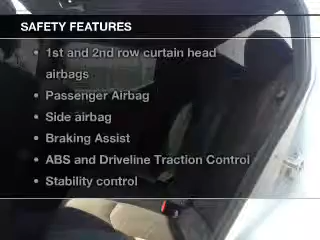 SAFETY FEATURES
• 1st and 2nd row curtain head
airbags
• Passenger Airbag
• Side airbag
• Braking Assist
• ABS and Driveline Traction Control
• Stability control